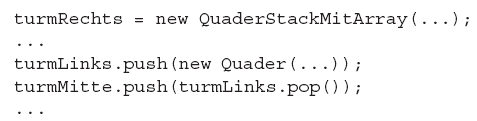 turmRechts = new QuaderStackMitArray(...);
...
turmLinks.push(new Quader(...));
turmMitte.push(turmLinks.pop());
...